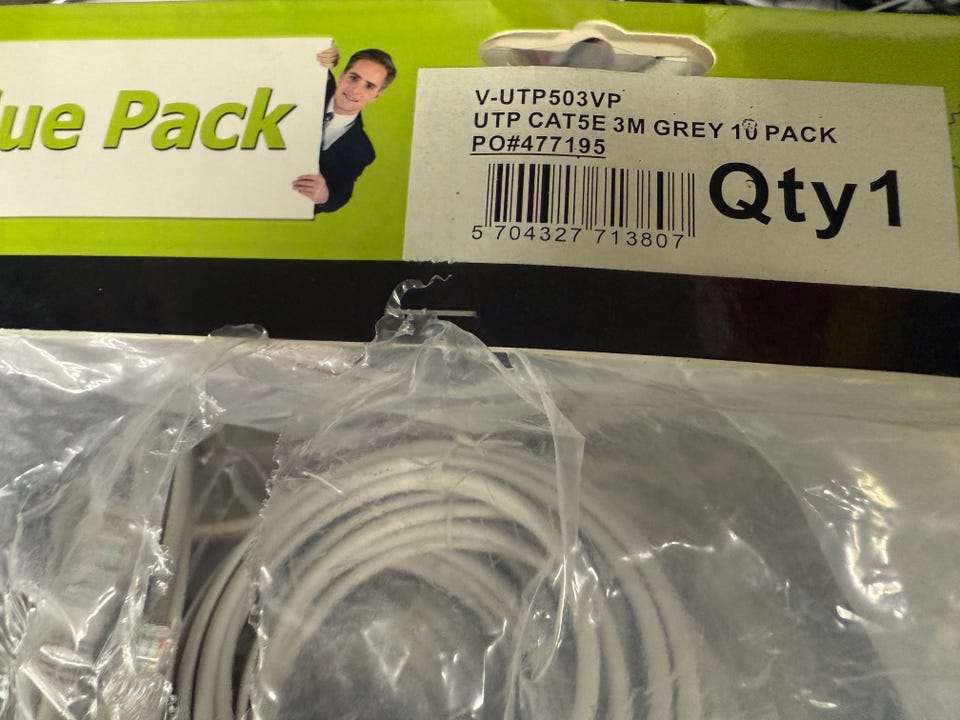 ue Pack
V-UTP503VP
UTP CAT5E 3M GREY 10 PACK
PO#477195
Qty1
5 704327 713807